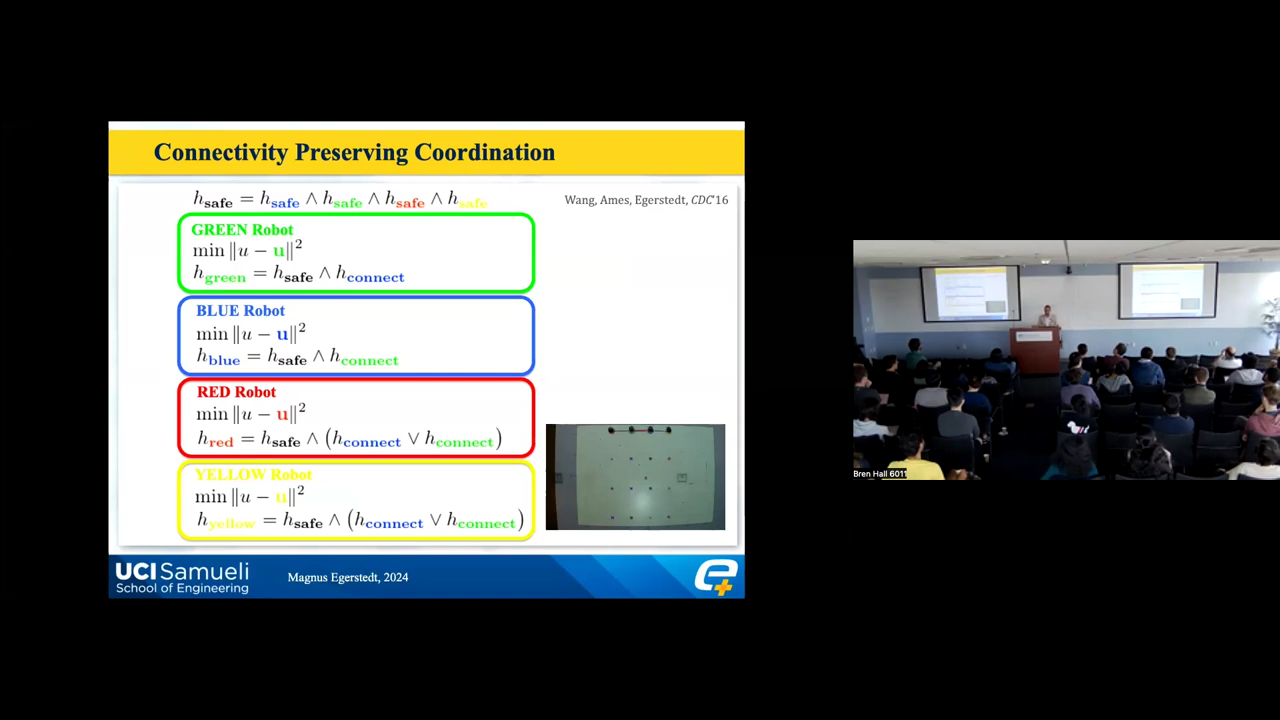 Connectivity Preserving Coordination
h_safe = h_safe ∧ h_safe ∧ h_safe ∧ h_safe
Wang, Ames, Egerstedt, CDC'16
GREEN Robot
min ‖u − u‖²
h_green = h_safe ∧ h_connect
BLUE Robot
min ‖u − u‖²
h_blue = h_safe ∧ h_connect
RED Robot
min ‖u − u‖²
h_red = h_safe ∧ (h_connect ∨ h_connect)
YELLOW Robot
min ‖u − u‖²
h_yellow = h_safe ∧ (h_connect ∨ h_connect)
UCI Samueli
School of Engineering
Magnus Egerstedt, 2024
Bren Hall 6011